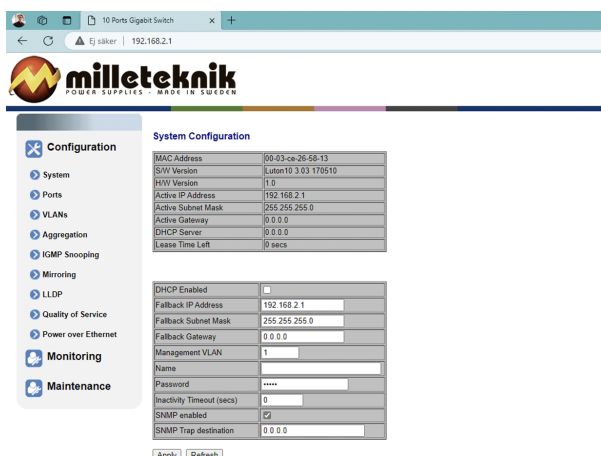 10 Ports Gigabit Switch
Ej säker
192.168.2.1
milleteknik
POWER SUPPLIES - MADE IN SWEDEN
Configuration
System
Ports
VLANs
Aggregation
IGMP Snooping
Mirroring
LLDP
Quality of Service
Power over Ethernet
Monitoring
Maintenance
System Configuration
MAC Address 00-03-ce-26-58-13
S/W Version Luton10 3.03 170510
H/W Version 1.0
Active IP Address 192.168.2.1
Active Subnet Mask 255.255.255.0
Active Gateway 0.0.0.0
DHCP Server 0.0.0.0
Lease Time Left 0 secs
DHCP Enabled
Fallback IP Address 192.168.2.1
Fallback Subnet Mask 255.255.255.0
Fallback Gateway 0.0.0.0
Management VLAN 1
Name
Password •••••
Inactivity Timeout (secs) 0
SNMP enabled
SNMP Trap destination 0.0.0.0
Apply Refresh